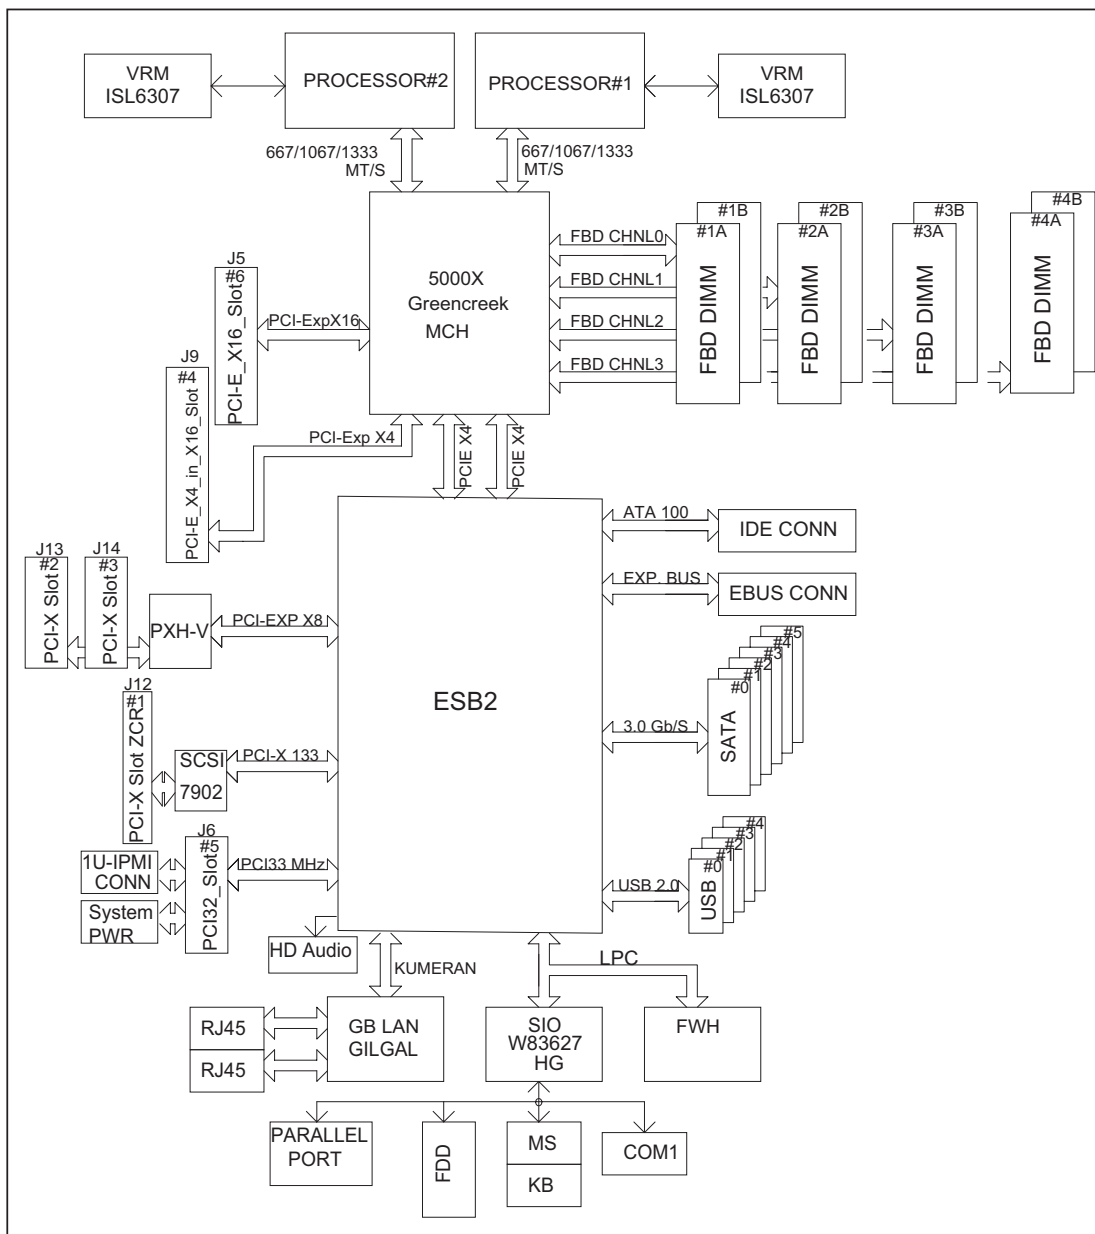 VRM
ISL6307
PROCESSOR#2
PROCESSOR#1
VRM
ISL6307
667/1067/1333
MT/S
667/1067/1333
MT/S
5000X
Greencreek
MCH
FBD CHNL0
FBD CHNL1
FBD CHNL2
FBD CHNL3
#1B
#1A
FBD DIMM
#2B
#2A
FBD DIMM
#3B
#3A
FBD DIMM
#4B
#4A
FBD DIMM
J5
#6
PCI-E_X16_Slot
PCI-ExpX16
J9
#4
PCI-E_X4_in_X16_Slot
PCI-Exp X4
PCIE X4
PCIE X4
ESB2
ATA 100
IDE CONN
EXP. BUS
EBUS CONN
J13
#2
PCI-X Slot
J14
#3
PCI-X Slot
PXH-V
PCI-EXP X8
3.0 Gb/S
#5
#4
#3
#2
#1
#0
SATA
J12
#1
PCI-X Slot ZCR
SCSI
7902
PCI-X 133
J6
#5
PCI32_Slot
PCI33 MHz
1U-IPMI
CONN
System
PWR
USB 2.0
#4
#3
#2
#1
#0
USB
HD Audio
KUMERAN
LPC
RJ45
RJ45
GB LAN
GILGAL
SIO
W83627
HG
FWH
PARALLEL
PORT
FDD
MS
KB
COM1